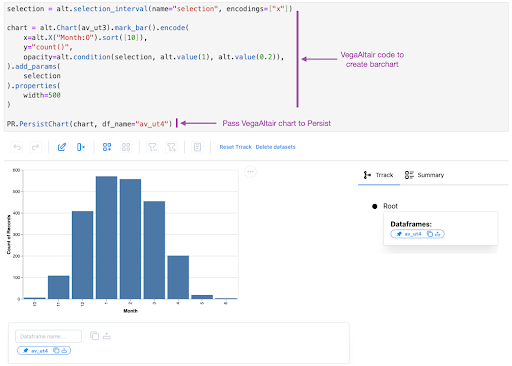 selection = alt.selection_interval(name="selection", encodings=["x"])
chart = alt.Chart(av_ut3).mark_bar().encode(
x=alt.X("Month:O").sort([10]),
y="count()",
opacity=alt.condition(selection, alt.value(1), alt.value(0.2)),
).add_params(
selection
).properties(
width=500
)
VegaAltair code to
create barchart
PR.PersistChart(chart, df_name="av_ut4")
Pass VegaAltair chart to Persist
Reset Trrack Delete datasets
Trrack Summary
Root
Dataframes:
av_ut4
Count of Records
600
500
400
300
200
100
0
10 11 12 1 2 3 4 5 6
Month
Dataframe name...
av_ut4